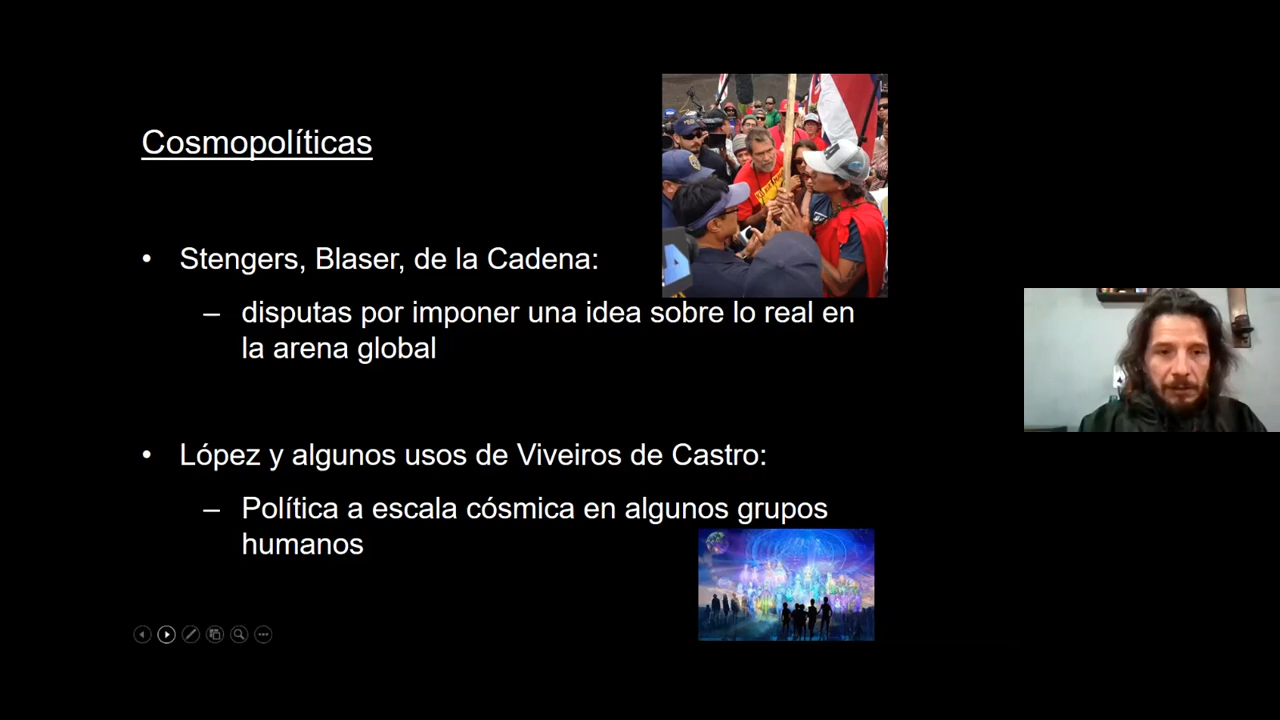 Cosmopolíticas
• Stengers, Blaser, de la Cadena:
– disputas por imponer una idea sobre lo real en
la arena global
• López y algunos usos de Viveiros de Castro:
– Política a escala cósmica en algunos grupos
humanos